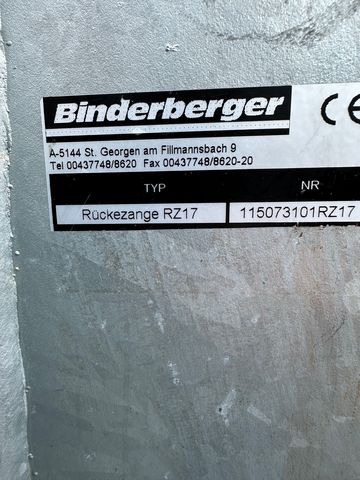 Binderberger CE
A-5144 St. Georgen am Fillmannsbach 9
Tel 00437748/8620 Fax 00437748/8620-20
TYP NR
Rückezange RZ17 115073101RZ17